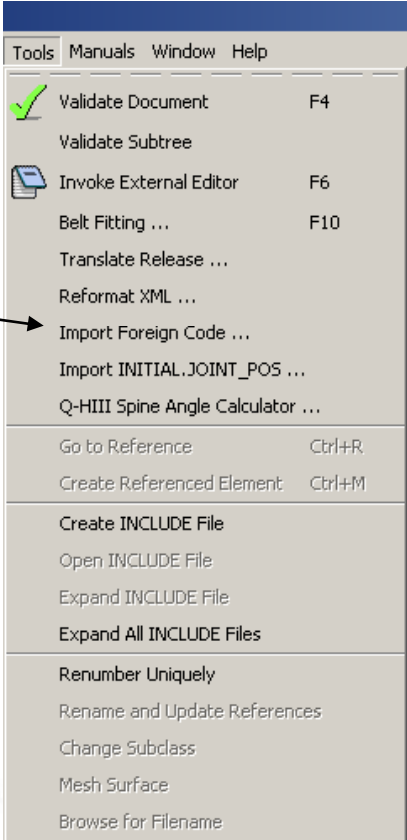 Tools Manuals Window Help
Validate Document F4
Validate Subtree
Invoke External Editor F6
Belt Fitting ... F10
Translate Release ...
Reformat XML ...
Import Foreign Code ...
Import INITIAL.JOINT_POS ...
Q-HIII Spine Angle Calculator ...
Go to Reference Ctrl+R
Create Referenced Element Ctrl+M
Create INCLUDE File
Open INCLUDE File
Expand INCLUDE File
Expand All INCLUDE Files
Renumber Uniquely
Rename and Update References
Change Subclass
Mesh Surface
Browse for Filename